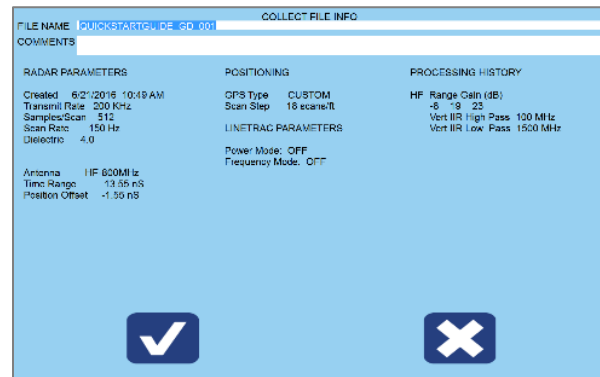 COLLECT FILE INFO
FILE NAME QUICKSTARTGUIDE_GD_001
COMMENTS
RADAR PARAMETERS
Created 6/21/2016 10:49 AM
Transmit Rate 200 KHz
Samples/Scan 512
Scan Rate 150 Hz
Dielectric 4.0
Antenna HF 800MHz
Time Range 13.55 nS
Position Offset -1.55 nS
POSITIONING
GPS Type CUSTOM
Scan Step 18 scans/ft
LINETRAC PARAMETERS
Power Mode: OFF
Frequency Mode: OFF
PROCESSING HISTORY
HF Range Gain (dB)
-8 19 23
Vert IIR High Pass 100 MHz
Vert IIR Low Pass 1500 MHz